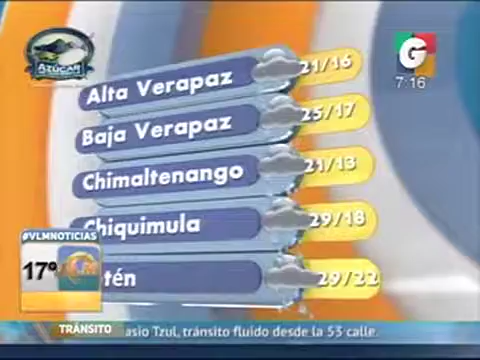 AZÚCAR
G
7:16
Alta Verapaz 21/16
Baja Verapaz 25/17
Chimaltenango 21/13
Chiquimula 29/18
tén 29/22
#VLMNOTICIAS
17°
TRÁNSITO asio Tzul, tránsito fluido desde la 53 calle.